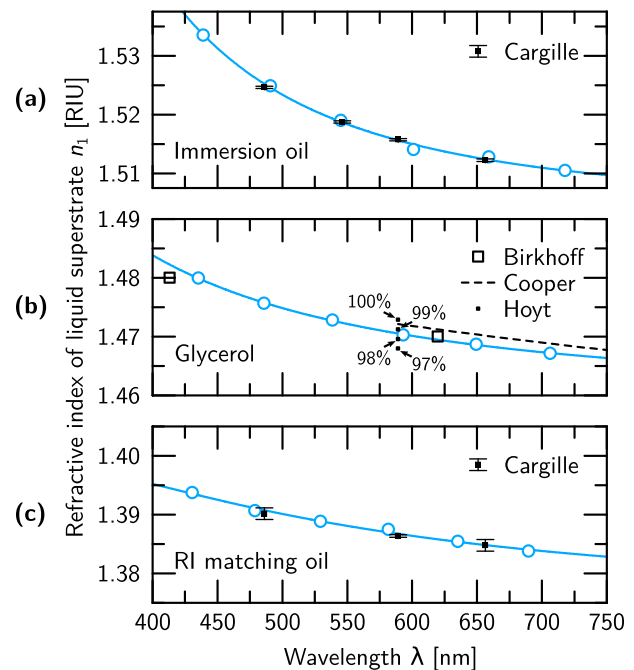 Refractive index of liquid superstrate n₁ [RIU]
(a)
1.53
1.52
1.51
Cargille
Immersion oil
(b)
1.49
1.48
1.47
1.46
Birkhoff
Cooper
Hoyt
100%
99%
98%
97%
Glycerol
(c)
1.40
1.39
1.38
Cargille
RI matching oil
400 450 500 550 600 650 700 750
Wavelength λ [nm]